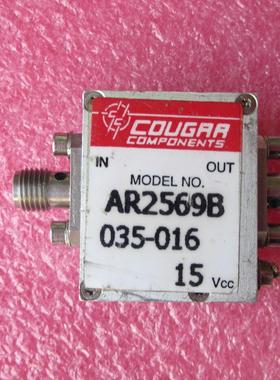 COUGAR
COMPONENTS
IN OUT
MODEL NO.
AR2569B
035-016
15 Vcc